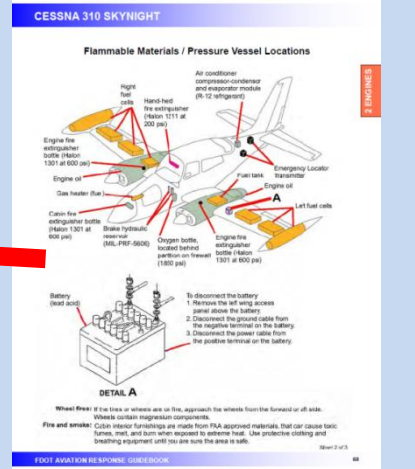 CESSNA 310 SKYNIGHT
Flammable Materials / Pressure Vessel Locations
2 ENGINES
Right
fuel
cells
Hand-held
fire extinguisher
(Halon 1211 at
200 psi)
Air conditioner
compressor-condensor
and evaporator module
(R-12 refrigerant)
Engine fire
extinguisher
bottle (Halon
1301 at 600 psi)
Engine oil
Gas heater (fuel)
Cabin fire
extinguisher bottle
(Halon 1301 at
600 psi)
Brake hydraulic
reservoir
(MIL-PRF-5606)
Oxygen bottle,
located behind
partition on firewall
(1800 psi)
Engine fire
extinguisher
bottle (Halon
1301 at 600 psi)
Fuel tank
Emergency Locator
transmitter
Engine oil
A
Left fuel cells
Battery
(lead acid)
To disconnect the battery
1. Remove the left wing access
panel above the battery.
2. Disconnect the ground cable from
the negative terminal on the battery.
3. Disconnect the power cable from
the positive terminal on the battery.
DETAIL A
Wheel fires: If the tires or wheels are on fire, approach the wheels from the forward or aft side.
Wheels contain magnesium components.
Fire and smoke: Cabin interior furnishings are made from FAA approved materials, that can cause toxic
fumes, melt, and burn when exposed to extreme heat. Use protective clothing and
breathing equipment until you are sure the area is safe.
Sheet 2 of 3
FDOT AVIATION RESPONSE GUIDEBOOK